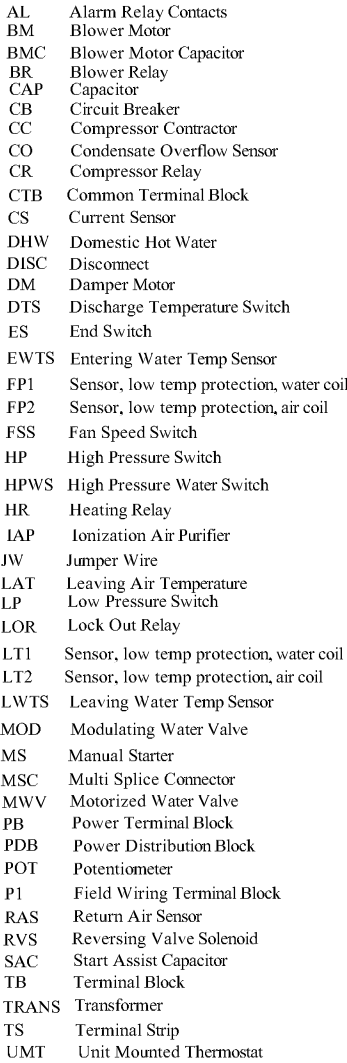 AL Alarm Relay Contacts
BM Blower Motor
BMC Blower Motor Capacitor
BR Blower Relay
CAP Capacitor
CB Circuit Breaker
CC Compressor Contractor
CO Condensate Overflow Sensor
CR Compressor Relay
CTB Common Terminal Block
CS Current Sensor
DHW Domestic Hot Water
DISC Disconnect
DM Damper Motor
DTS Discharge Temperature Switch
ES End Switch
EWTS Entering Water Temp Sensor
FP1 Sensor, low temp protection, water coil
FP2 Sensor, low temp protection, air coil
FSS Fan Speed Switch
HP High Pressure Switch
HPWS High Pressure Water Switch
HR Heating Relay
IAP Ionization Air Purifier
JW Jumper Wire
LAT Leaving Air Temperature
LP Low Pressure Switch
LOR Lock Out Relay
LT1 Sensor, low temp protection, water coil
LT2 Sensor, low temp protection, air coil
LWTS Leaving Water Temp Sensor
MOD Modulating Water Valve
MS Manual Starter
MSC Multi Splice Connector
MWV Motorized Water Valve
PB Power Terminal Block
PDB Power Distribution Block
POT Potentiometer
P1 Field Wiring Terminal Block
RAS Return Air Sensor
RVS Reversing Valve Solenoid
SAC Start Assist Capacitor
TB Terminal Block
TRANS Transformer
TS Terminal Strip
UMT Unit Mounted Thermostat